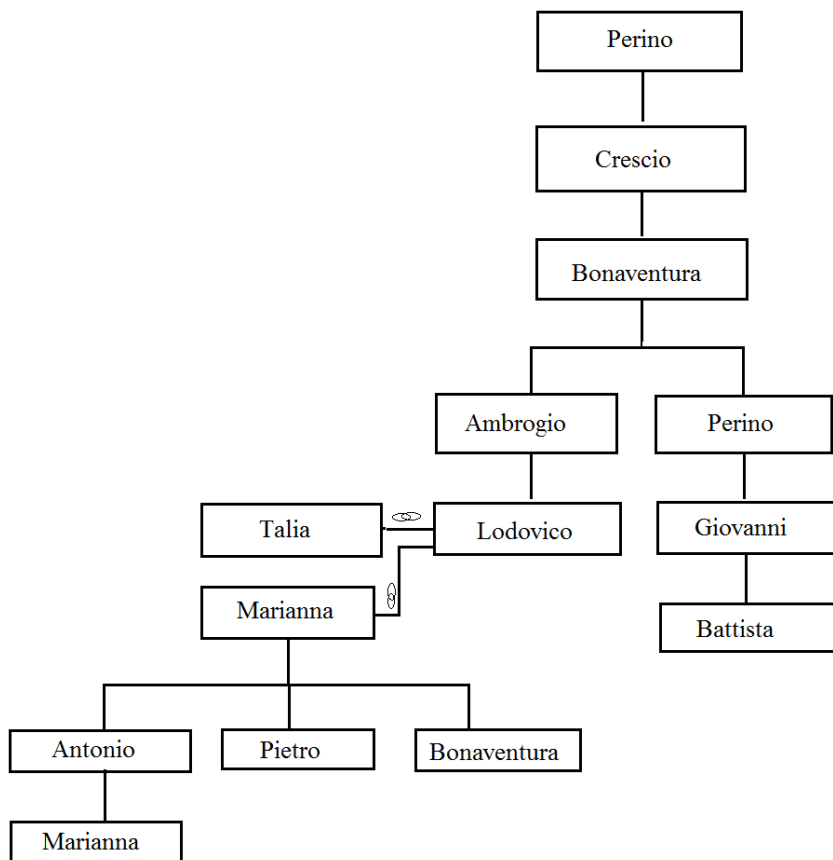 Perino
Crescio
Bonaventura
Ambrogio
Perino
Talia
Lodovico
Giovanni
Marianna
Battista
Antonio
Pietro
Bonaventura
Marianna